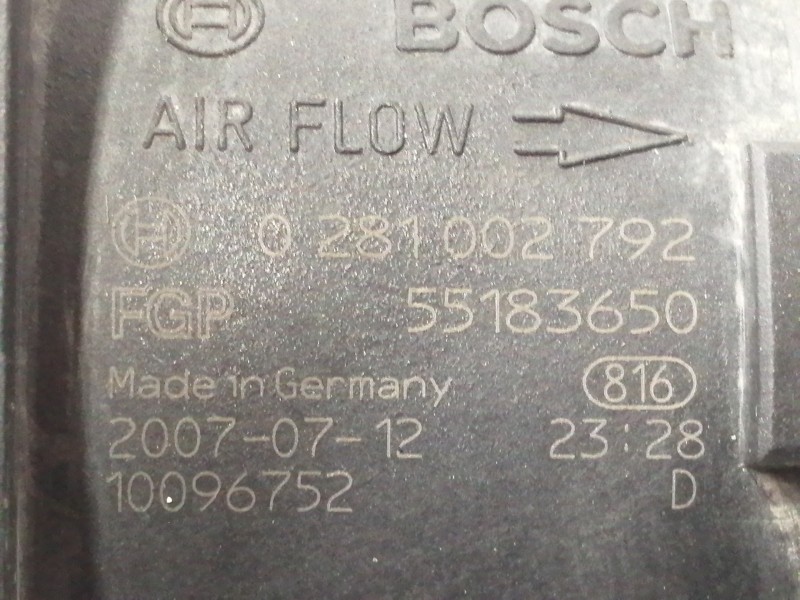 BOSCH
AIR FLOW
0 281 002 792
FGP 55183650
Made in Germany 816
2007-07-12 23:28
10096752 D